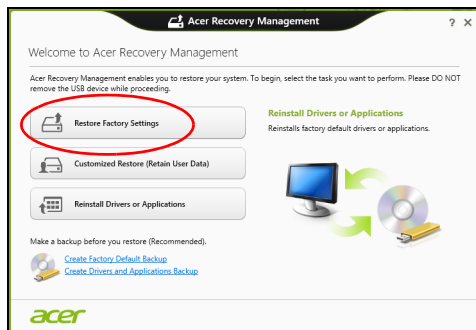 Acer Recovery Management
? ×
Welcome to Acer Recovery Management
Acer Recovery Management enables you to restore your system. To begin, select the task you want to perform. Please DO NOT
remove the USB device while proceeding.
Restore Factory Settings
Customized Restore (Retain User Data)
Reinstall Drivers or Applications
Reinstall Drivers or Applications
Reinstalls factory default drivers or applications.
Make a backup before you restore (Recommended).
Create Factory Default Backup
Create Drivers and Applications Backup
acer